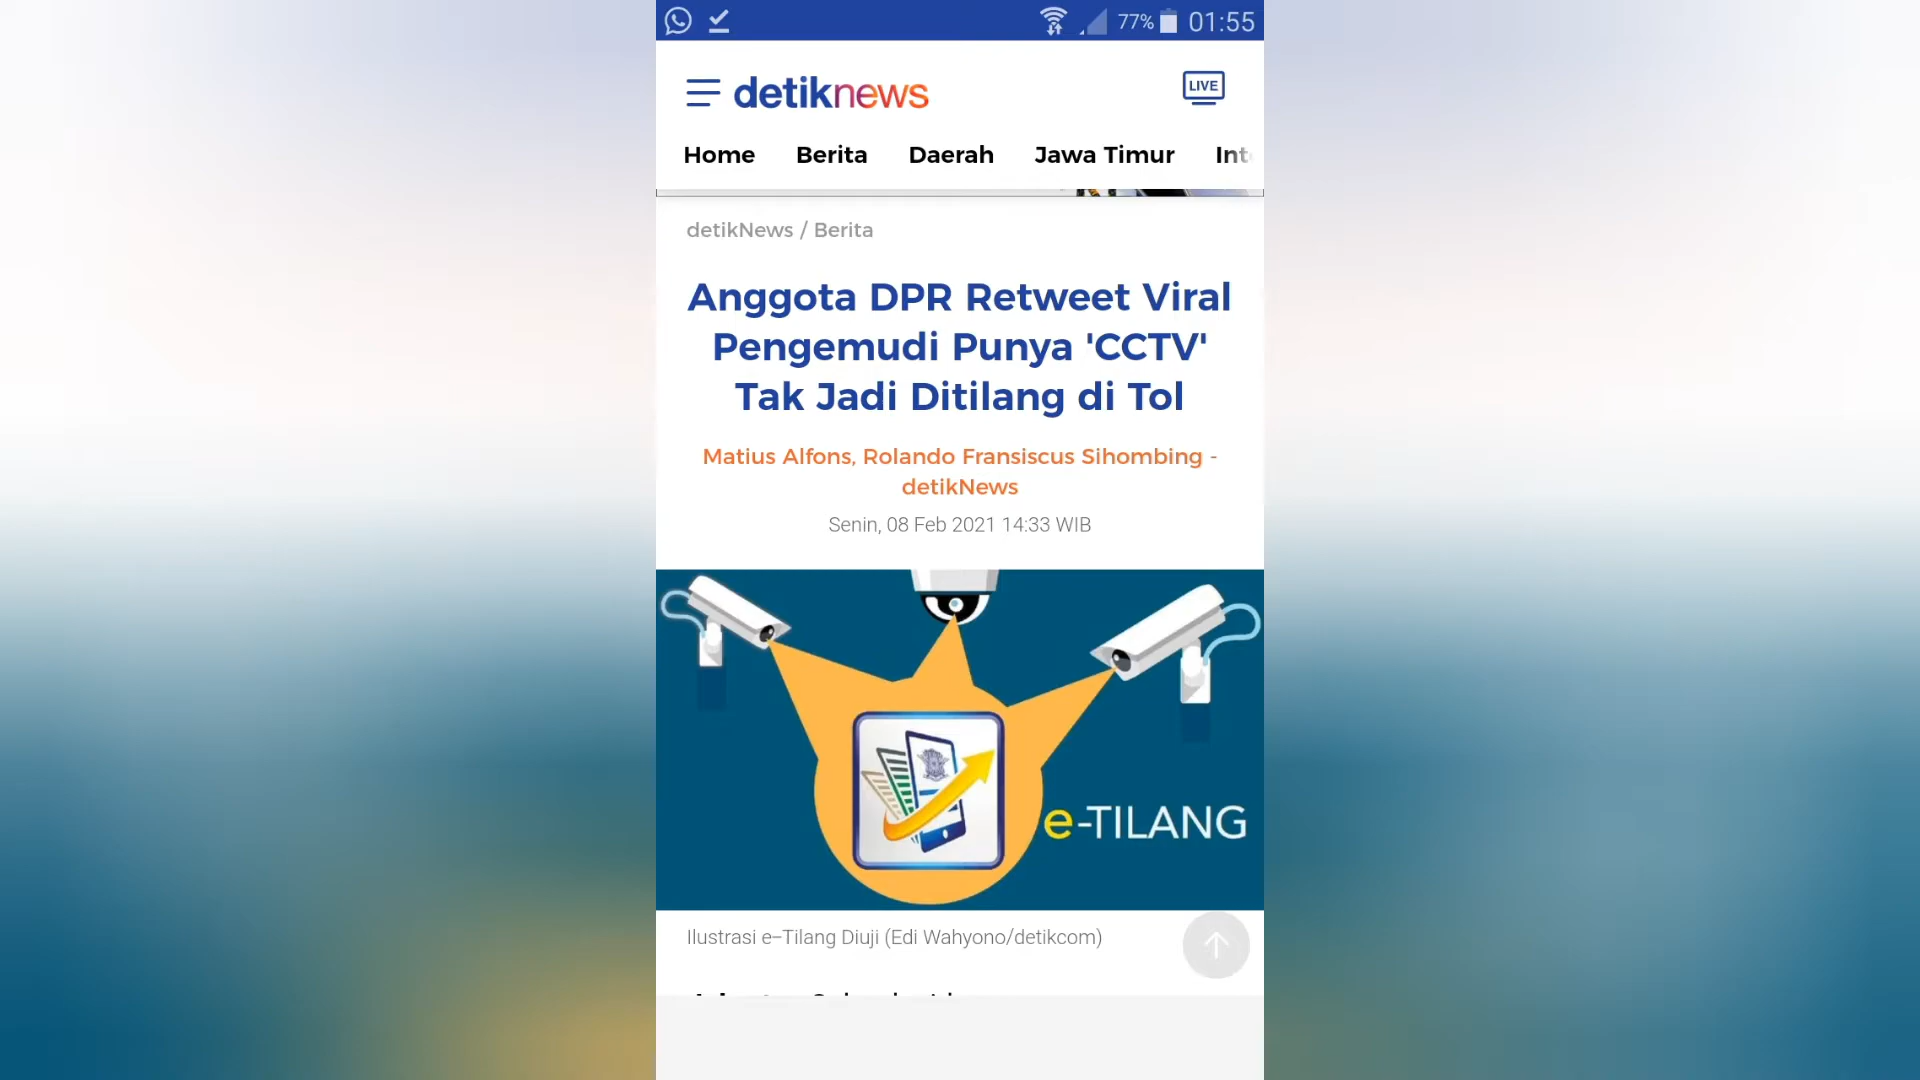 77% 01:55
detiknews LIVE
Home Berita Daerah Jawa Timur
detikNews / Berita
Anggota DPR Retweet Viral
Pengemudi Punya 'CCTV'
Tak Jadi Ditilang di Tol
Matius Alfons, Rolando Fransiscus Sihombing -
detikNews
Senin, 08 Feb 2021 14:33 WIB
e-TILANG
Ilustrasi e-Tilang Diuji (Edi Wahyono/detikcom)